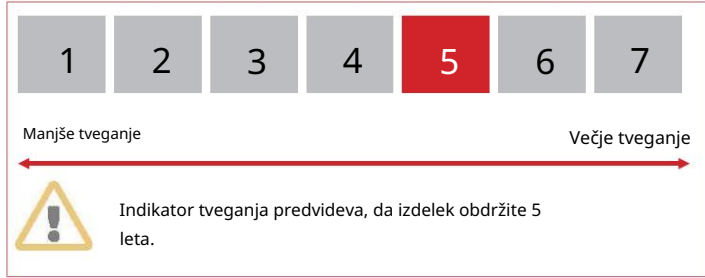 1 2 3 4 5 6 7
Manjše tveganje Večje tveganje
Indikator tveganja predvideva, da izdelek obdržite 5
leta.